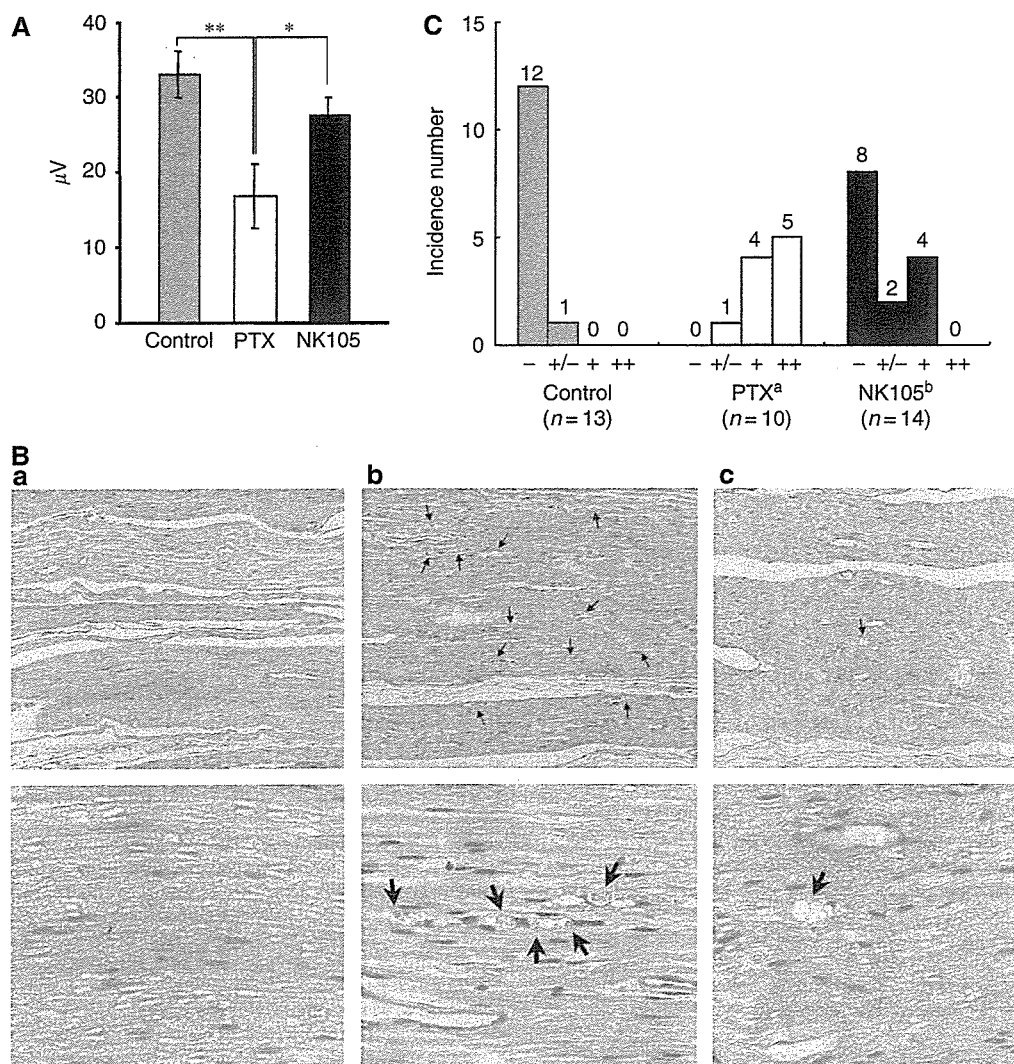 A
40
30
20
10
0
µV
**
*
Control PTX NK105
C
15
10
5
0
Incidence number
12
1
0
0
0
1
4
5
8
2
4
0
− +/− + ++
− +/− + ++
− +/− + ++
Control
(n=13)
PTXa
(n=10)
NK105b
(n=14)
B
a
b
c